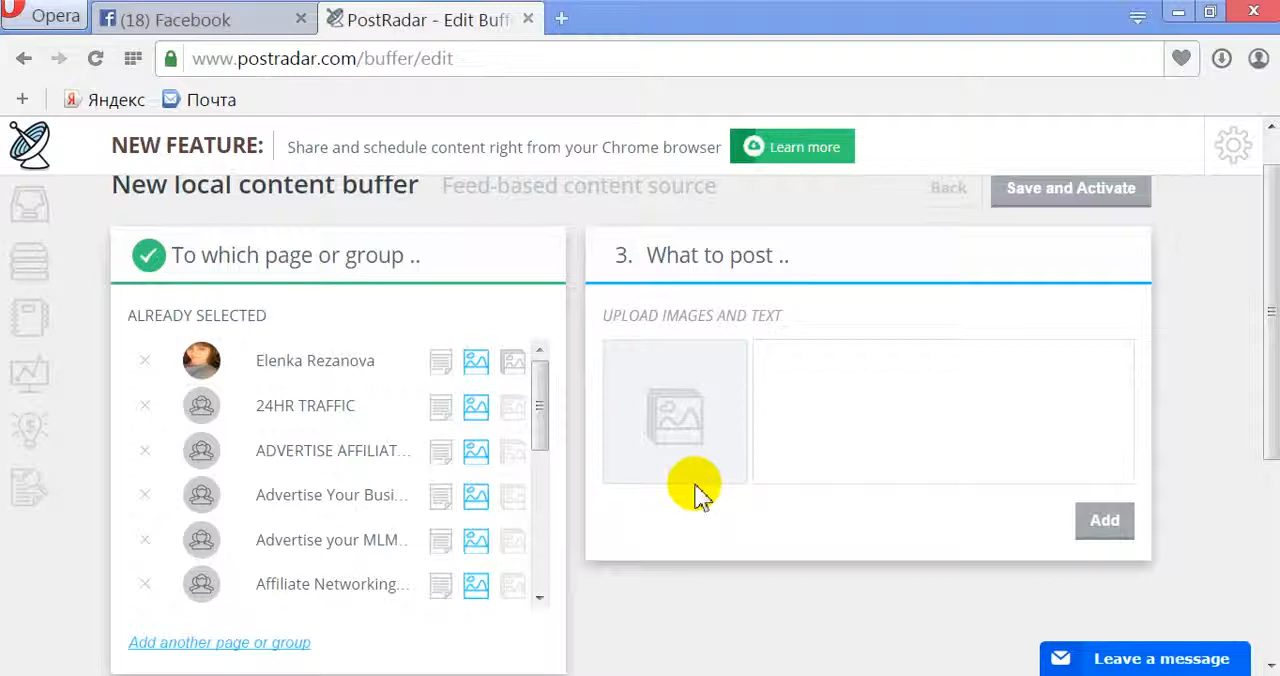 Opera
(18) Facebook
PostRadar - Edit Buff
www.postradar.com/buffer/edit
Яндекс
Почта
NEW FEATURE: Share and schedule content right from your Chrome browser
Learn more
New local content buffer Feed-based content source
Back
Save and Activate
To which page or group ..
ALREADY SELECTED
Elenka Rezanova
24HR TRAFFIC
ADVERTISE AFFILIAT...
Advertise Your Busi...
Advertise your MLM..
Affiliate Networking...
Add another page or group
3. What to post ..
UPLOAD IMAGES AND TEXT
Add
Leave a message